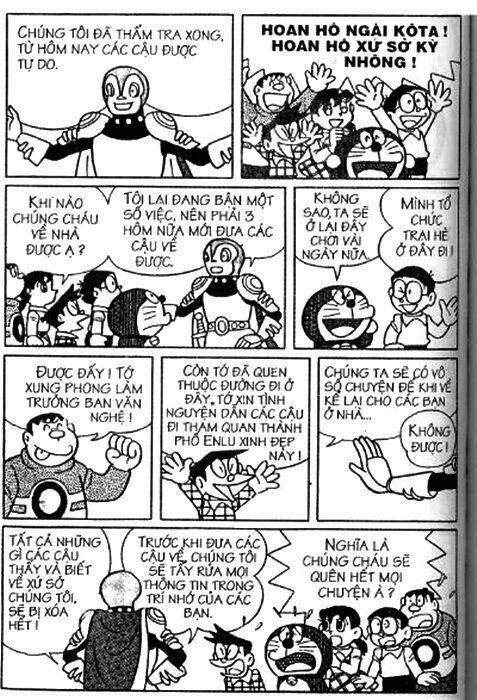 CHÚNG TÔI ĐÃ THẨM TRA XONG,
TỪ HÔM NAY CÁC CẬU ĐƯỢC
TỰ DO.
HOAN HÔ NGÀI KÔTA !
HOAN HÔ XỨ SỞ KỲ
NHÔNG !
KHI NÀO
CHÚNG CHÁU
VỀ NHÀ
ĐƯỢC Ạ ?
TÔI LẠI ĐANG BẬN MỘT
SỐ VIỆC, NÊN PHẢI 3
HÔM NỮA MỚI ĐƯA CÁC
CẬU VỀ
ĐƯỢC.
KHÔNG
SAO, TA SẼ
Ở LẠI ĐÂY
CHƠI VÀI
NGÀY NỮA.
MÌNH TỔ
CHỨC
TRẠI HÈ
Ở ĐÂY ĐI !
ĐƯỢC ĐẤY ! TỚ
XUNG PHONG LÀM
TRƯỞNG BAN VĂN
NGHỆ !
CÒN TỚ ĐÃ QUEN
THUỘC ĐƯỜNG ĐI Ở
ĐÂY, TỚ XIN TÌNH
NGUYỆN DẪN CÁC CẬU
ĐI THAM QUAN THÀNH
PHỐ ENLU XINH ĐẸP
NÀY !
CHÚNG TA SẼ CÓ VÔ
SỐ CHUYỆN ĐỂ KHI VỀ
KỂ LẠI CHO CÁC BẠN
Ở NHÀ...
KHÔNG
ĐƯỢC !
TẤT CẢ NHỮNG
GÌ CÁC CẬU
THẤY VÀ BIẾT
VỀ XỨ SỞ
CHÚNG TÔI,
SẼ BỊ XÓA
HẾT !
TRƯỚC KHI ĐƯA CÁC
CẬU VỀ, CHÚNG TÔI
SẼ TẨY RỬA MỌI
THÔNG TIN TRONG
TRÍ NHỚ CỦA CÁC
BẠN.
NGHĨA LÀ
CHÚNG CHÁU SẼ
QUÊN HẾT MỌI
CHUYỆN À ?